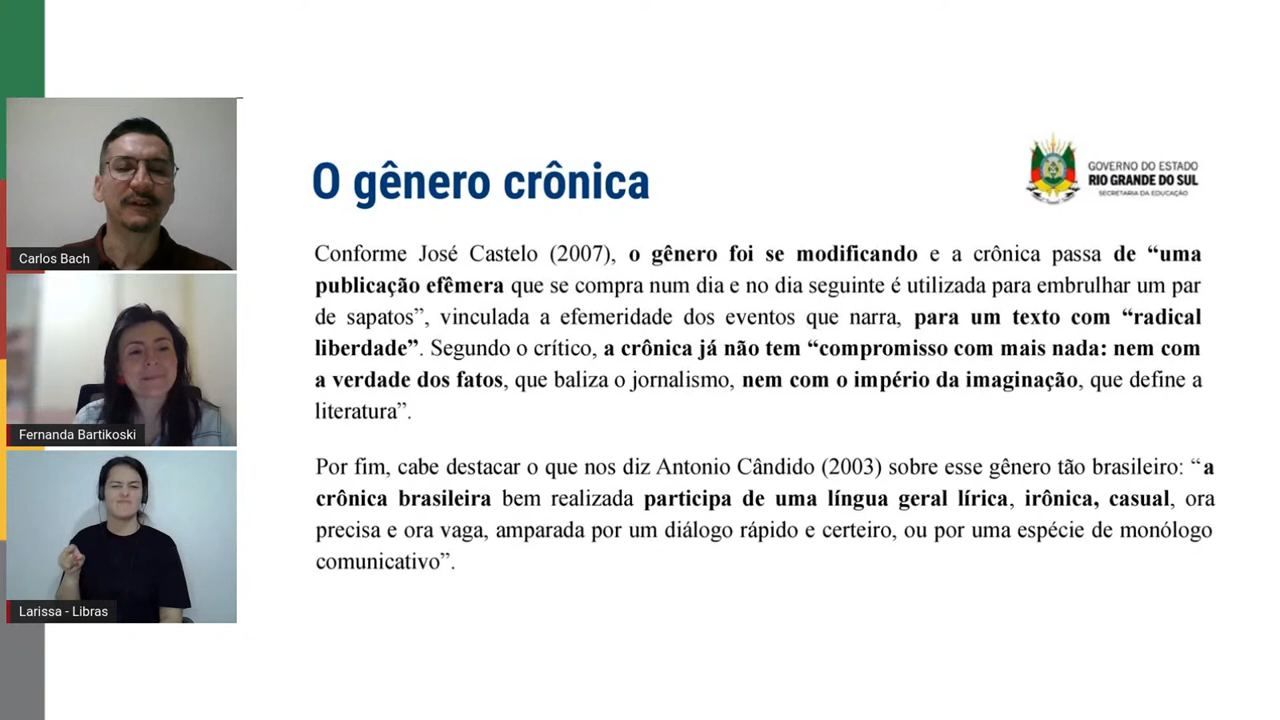 O gênero crônica
GOVERNO DO ESTADO
RIO GRANDE DO SUL
SECRETARIA DA EDUCAÇÃO
Conforme José Castelo (2007), o gênero foi se modificando e a crônica passa de “uma
publicação efêmera que se compra num dia e no dia seguinte é utilizada para embrulhar um par
de sapatos”, vinculada a efemeridade dos eventos que narra, para um texto com “radical
liberdade”. Segundo o crítico, a crônica já não tem “compromisso com mais nada: nem com
a verdade dos fatos, que baliza o jornalismo, nem com o império da imaginação, que define a
literatura”.
Por fim, cabe destacar o que nos diz Antonio Cândido (2003) sobre esse gênero tão brasileiro: “a
crônica brasileira bem realizada participa de uma língua geral lírica, irônica, casual, ora
precisa e ora vaga, amparada por um diálogo rápido e certeiro, ou por uma espécie de monólogo
comunicativo”.
Carlos Bach
Fernanda Bartikoski
Larissa - Libras